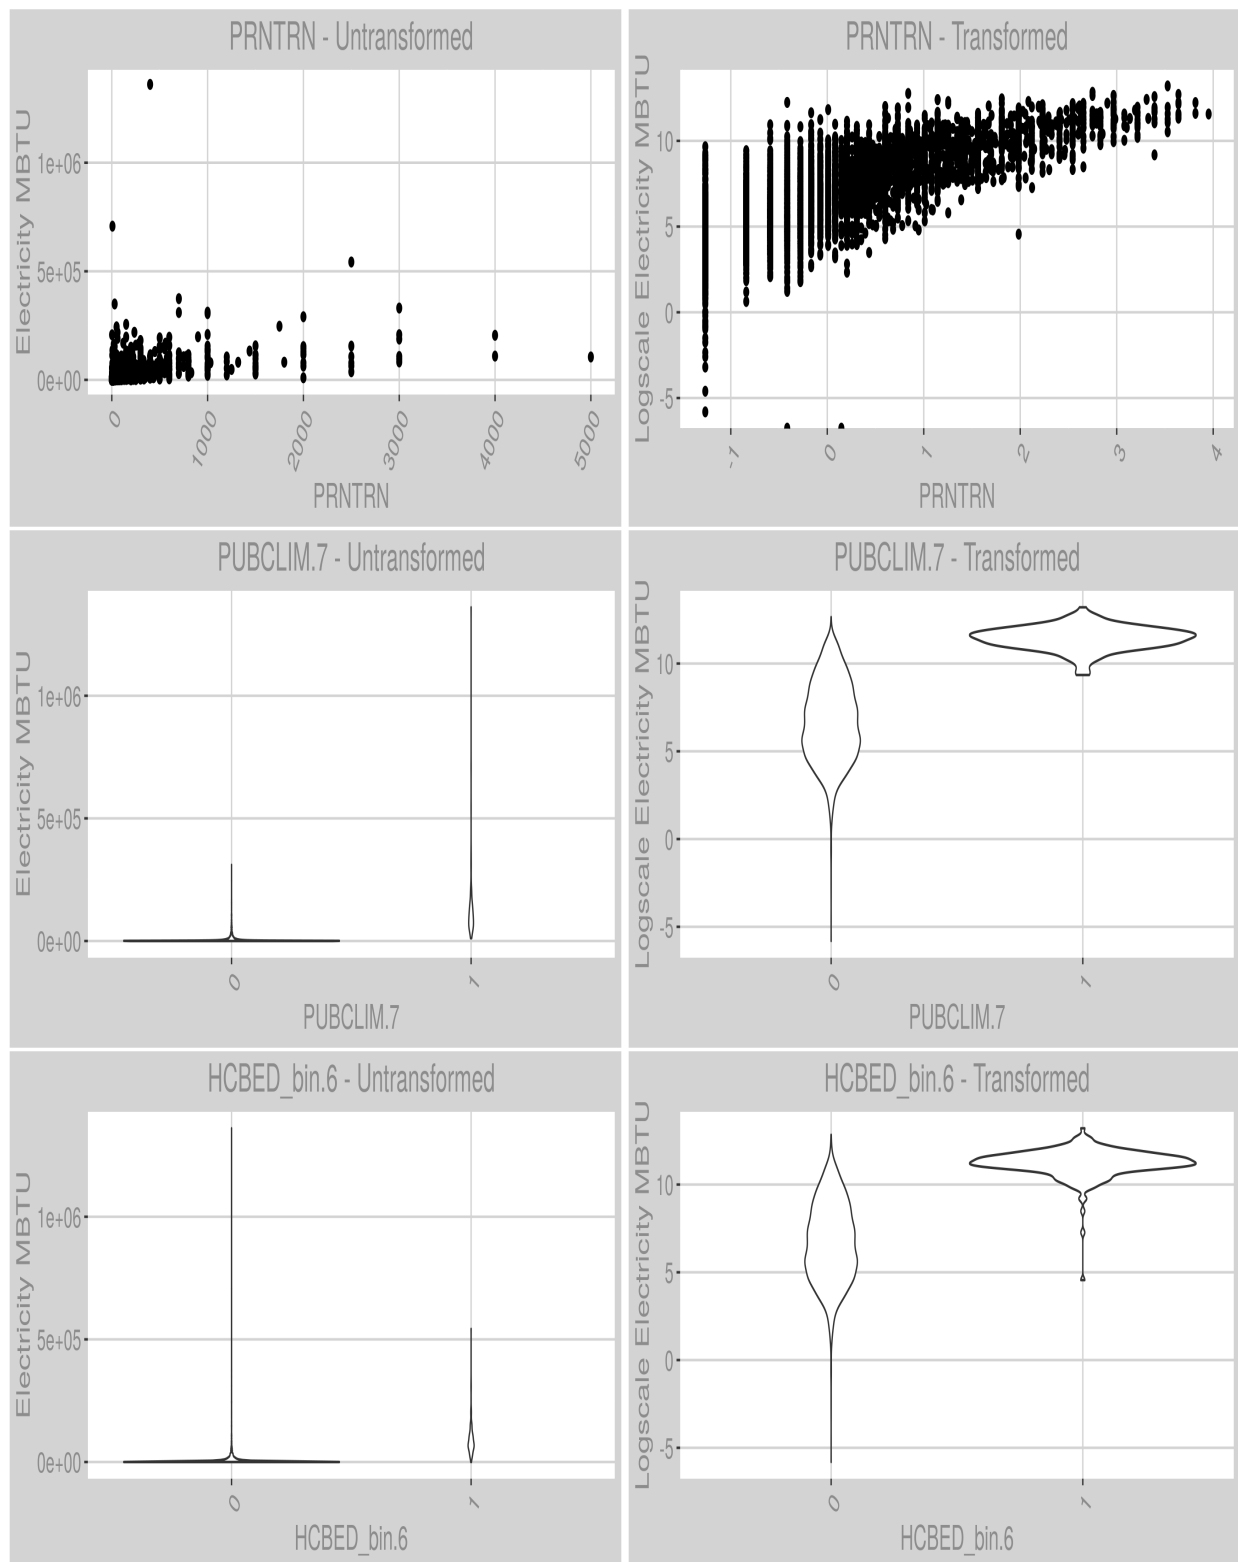 PRNTRN - Untransformed
Electricity MBTU
1e+06
5e+05
0e+00
0
1000
2000
3000
4000
5000
PRNTRN
PRNTRN - Transformed
Logscale Electricity MBTU
10
5
0
-5
-1
0
1
2
3
4
PRNTRN
PUBCLIM.7 - Untransformed
Electricity MBTU
1e+06
5e+05
0e+00
0
1
PUBCLIM.7
PUBCLIM.7 - Transformed
Logscale Electricity MBTU
10
5
0
-5
0
1
PUBCLIM.7
HCBED_bin.6 - Untransformed
Electricity MBTU
1e+06
5e+05
0e+00
0
1
HCBED_bin.6
HCBED_bin.6 - Transformed
Logscale Electricity MBTU
10
5
0
-5
0
1
HCBED_bin.6